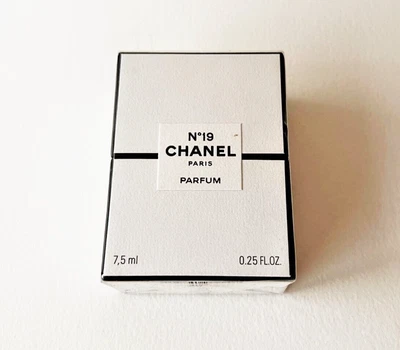 N°19
CHANEL
PARIS
PARFUM
7,5 ml 0.25 FL.OZ.